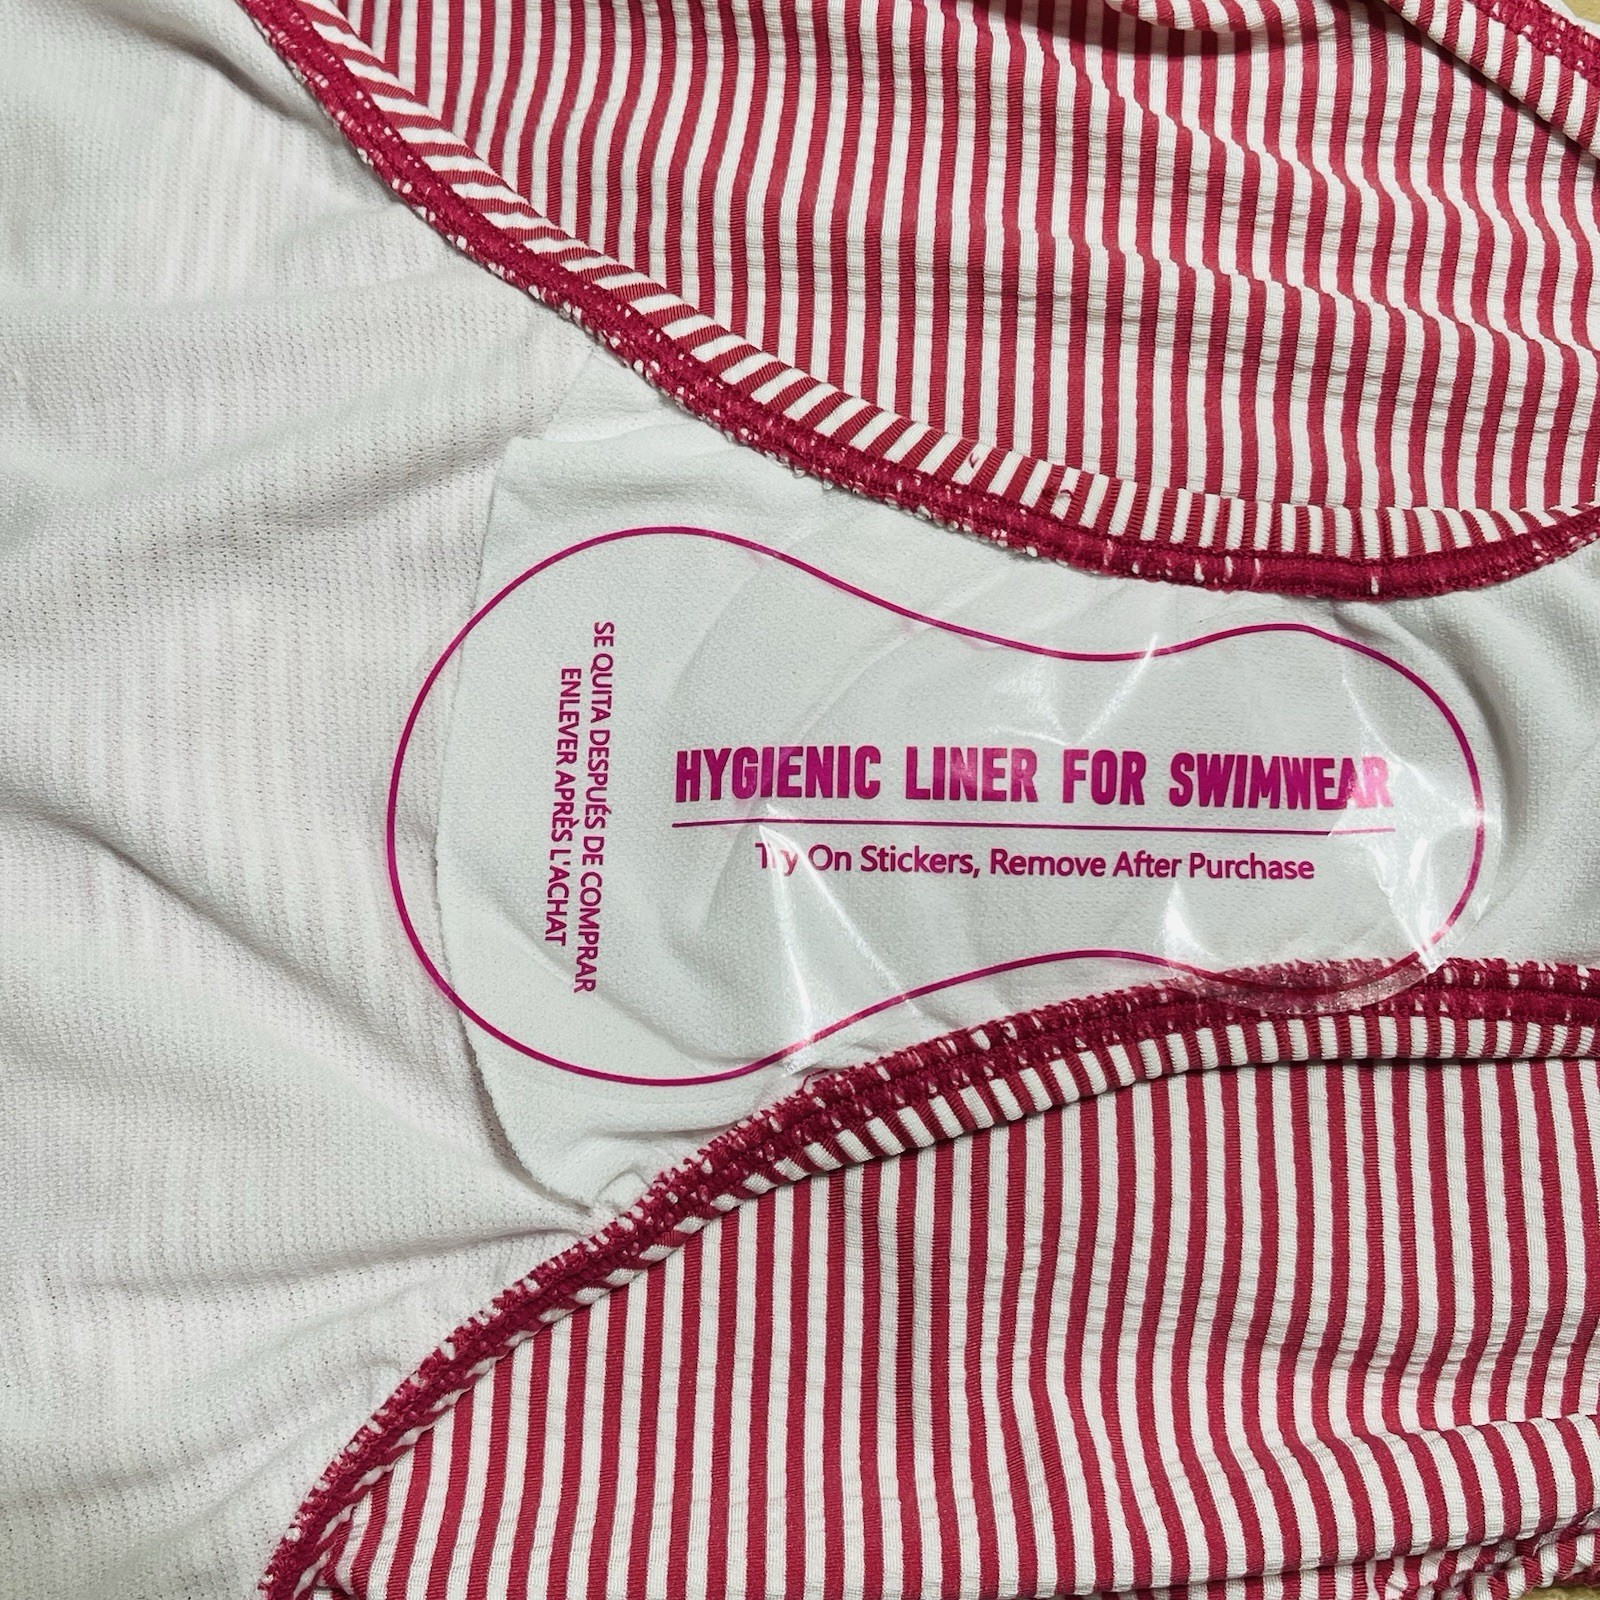 HYGIENIC LINER FOR SWIMWEAR
Try On Stickers, Remove After Purchase
SE QUITA DESPUÉS DE COMPRAR
ENLEVER APRÈS L'ACHAT